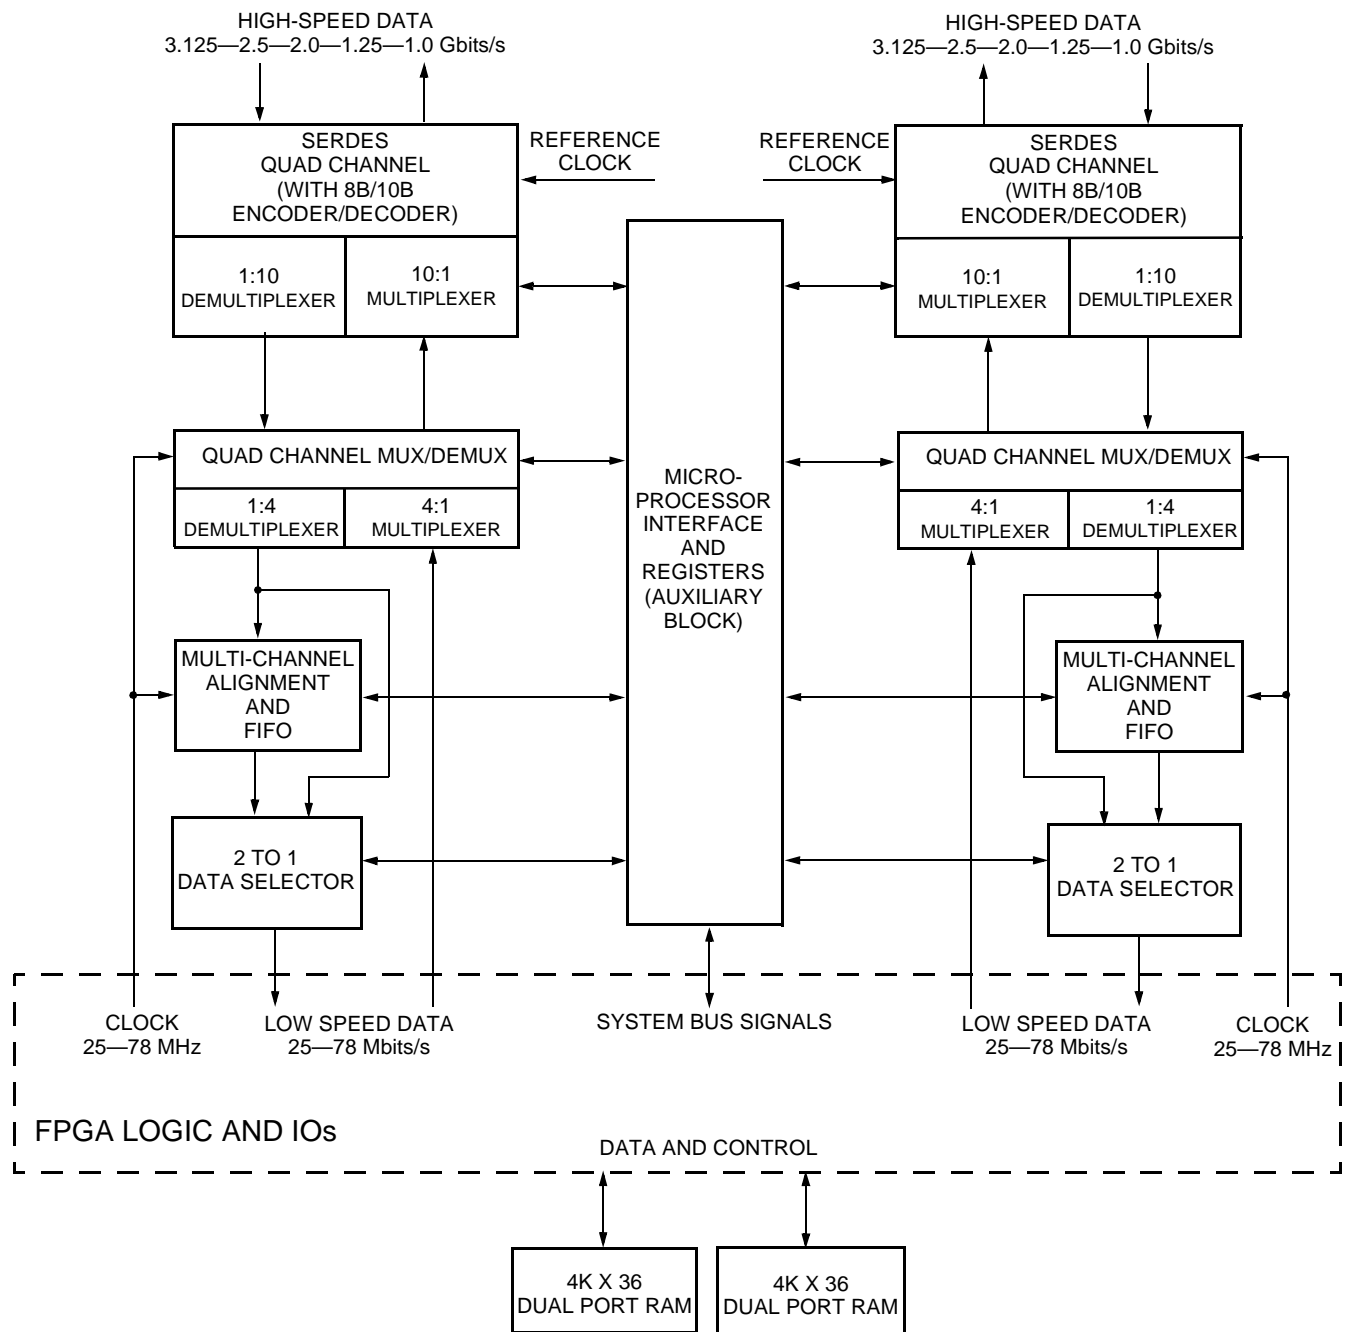 HIGH-SPEED DATA
3.125—2.5—2.0—1.25—1.0 Gbits/s
HIGH-SPEED DATA
3.125—2.5—2.0—1.25—1.0 Gbits/s
SERDES
QUAD CHANNEL
(WITH 8B/10B
ENCODER/DECODER)
REFERENCE
CLOCK
REFERENCE
CLOCK
SERDES
QUAD CHANNEL
(WITH 8B/10B
ENCODER/DECODER)
1:10
DEMULTIPLEXER
10:1
MULTIPLEXER
10:1
MULTIPLEXER
1:10
DEMULTIPLEXER
QUAD CHANNEL MUX/DEMUX
1:4
DEMULTIPLEXER
4:1
MULTIPLEXER
MICRO-
PROCESSOR
INTERFACE
AND
REGISTERS
(AUXILIARY
BLOCK)
QUAD CHANNEL MUX/DEMUX
4:1
MULTIPLEXER
1:4
DEMULTIPLEXER
MULTI-CHANNEL
ALIGNMENT
AND
FIFO
MULTI-CHANNEL
ALIGNMENT
AND
FIFO
2 TO 1
DATA SELECTOR
2 TO 1
DATA SELECTOR
CLOCK
25—78 MHz
LOW SPEED DATA
25—78 Mbits/s
SYSTEM BUS SIGNALS
LOW SPEED DATA
25—78 Mbits/s
CLOCK
25—78 MHz
FPGA LOGIC AND IOs
DATA AND CONTROL
4K X 36
DUAL PORT RAM
4K X 36
DUAL PORT RAM